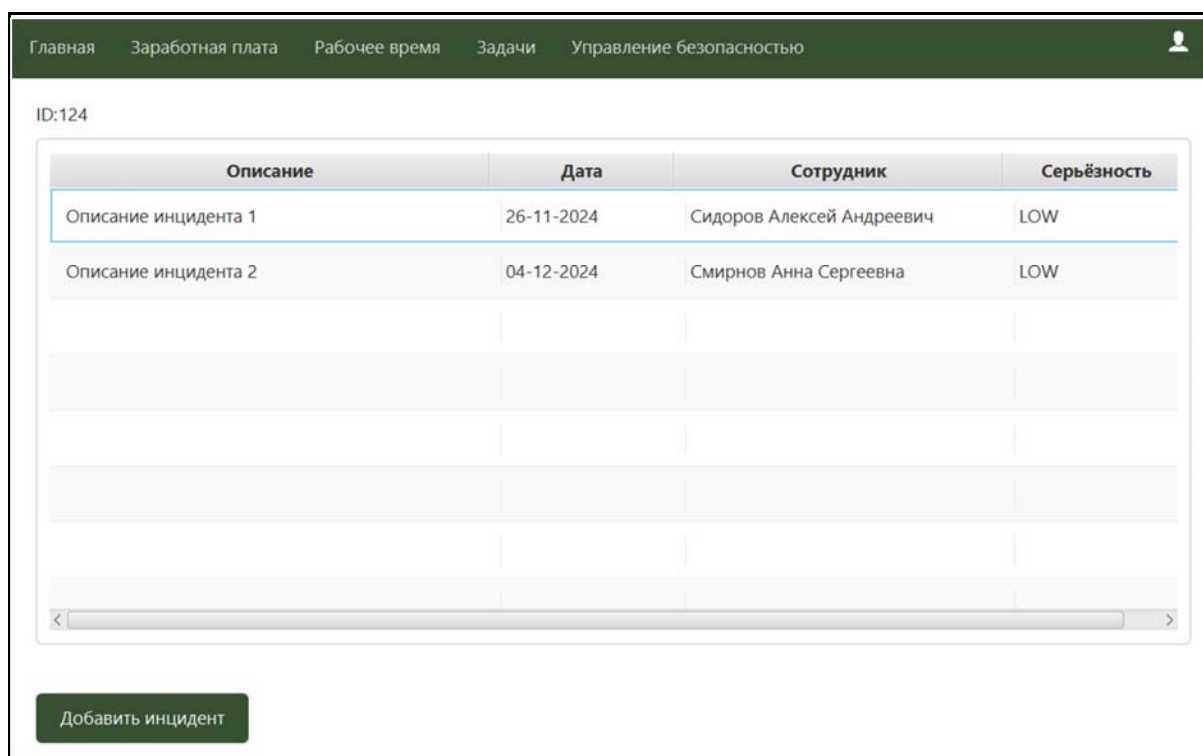 Главная Заработная плата Рабочее время Задачи Управление безопасностью
ID:124
Описание Дата Сотрудник Серьёзность
Описание инцидента 1 26-11-2024 Сидоров Алексей Андреевич LOW
Описание инцидента 2 04-12-2024 Смирнов Анна Сергеевна LOW
Добавить инцидент